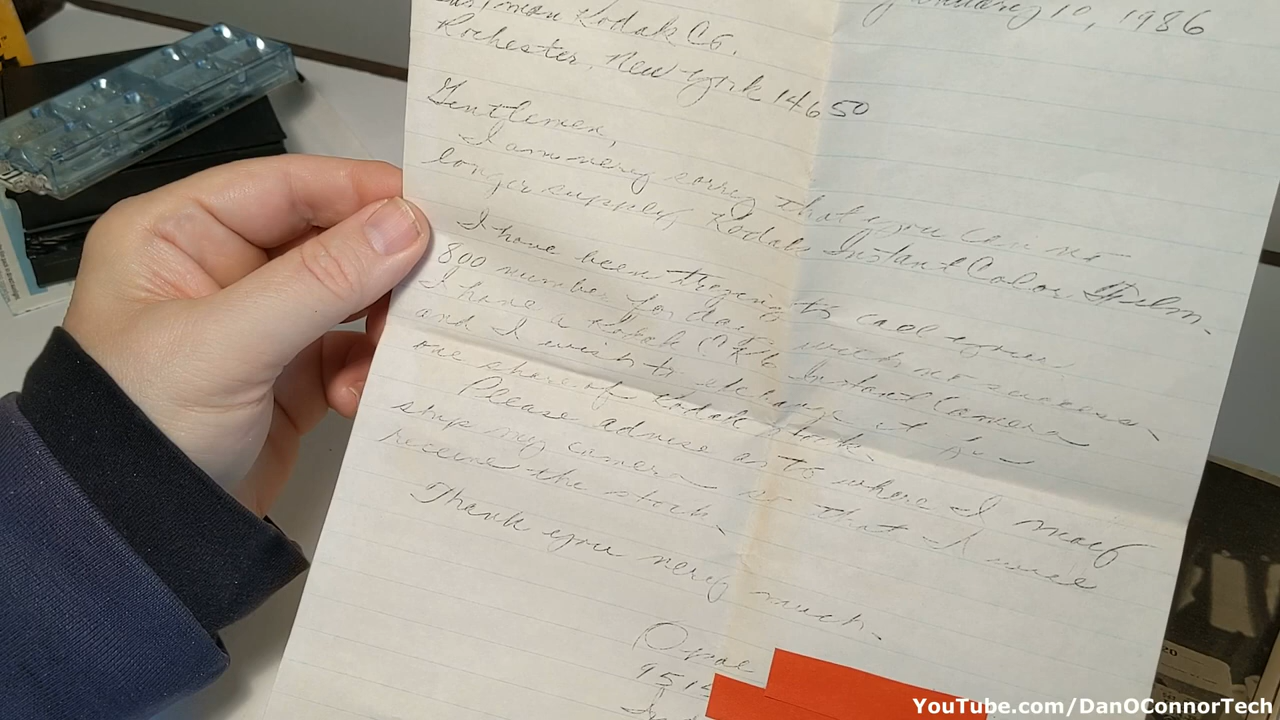 January 10, 1986
Eastman Kodak Co.
Rochester, New York 14650
Gentlemen,
I am very sorry that you can no
longer supply Kodak Instant Color Film.
I have been trying to call your
800 number for days with no success.
I have a Kodak Instant Camera
and I wish to exchange it for
one share of Kodak stock.
Please advise as to where I may
ship my camera so that I will
receive the stock.
Thank you very much.
Opal
951
YouTube.com/DanOConnorTech